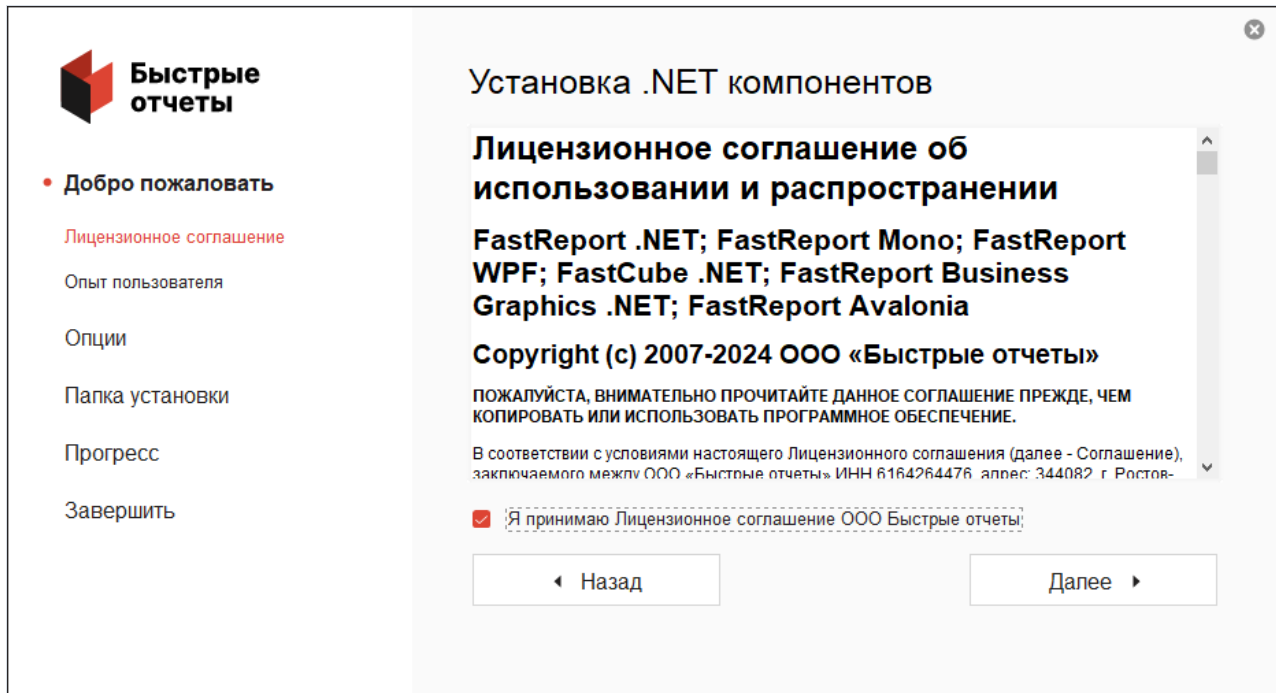 Быстрые
отчеты
Добро пожаловать
Лицензионное соглашение
Опыт пользователя
Опции
Папка установки
Прогресс
Завершить
Установка .NET компонентов
Лицензионное соглашение об
использовании и распространении
FastReport .NET; FastReport Mono; FastReport
WPF; FastCube .NET; FastReport Business
Graphics .NET; FastReport Avalonia
Copyright (c) 2007-2024 ООО «Быстрые отчеты»
ПОЖАЛУЙСТА, ВНИМАТЕЛЬНО ПРОЧИТАЙТЕ ДАННОЕ СОГЛАШЕНИЕ ПРЕЖДЕ, ЧЕМ
КОПИРОВАТЬ ИЛИ ИСПОЛЬЗОВАТЬ ПРОГРАММНОЕ ОБЕСПЕЧЕНИЕ.
В соответствии с условиями настоящего Лицензионного соглашения (далее - Соглашение),
заключаемого между ООО «Быстрые отчеты» ИНН 6164264476, адрес: 344082, г. Ростов-
Я принимаю Лицензионное соглашение ООО Быстрые отчеты
Назад
Далее